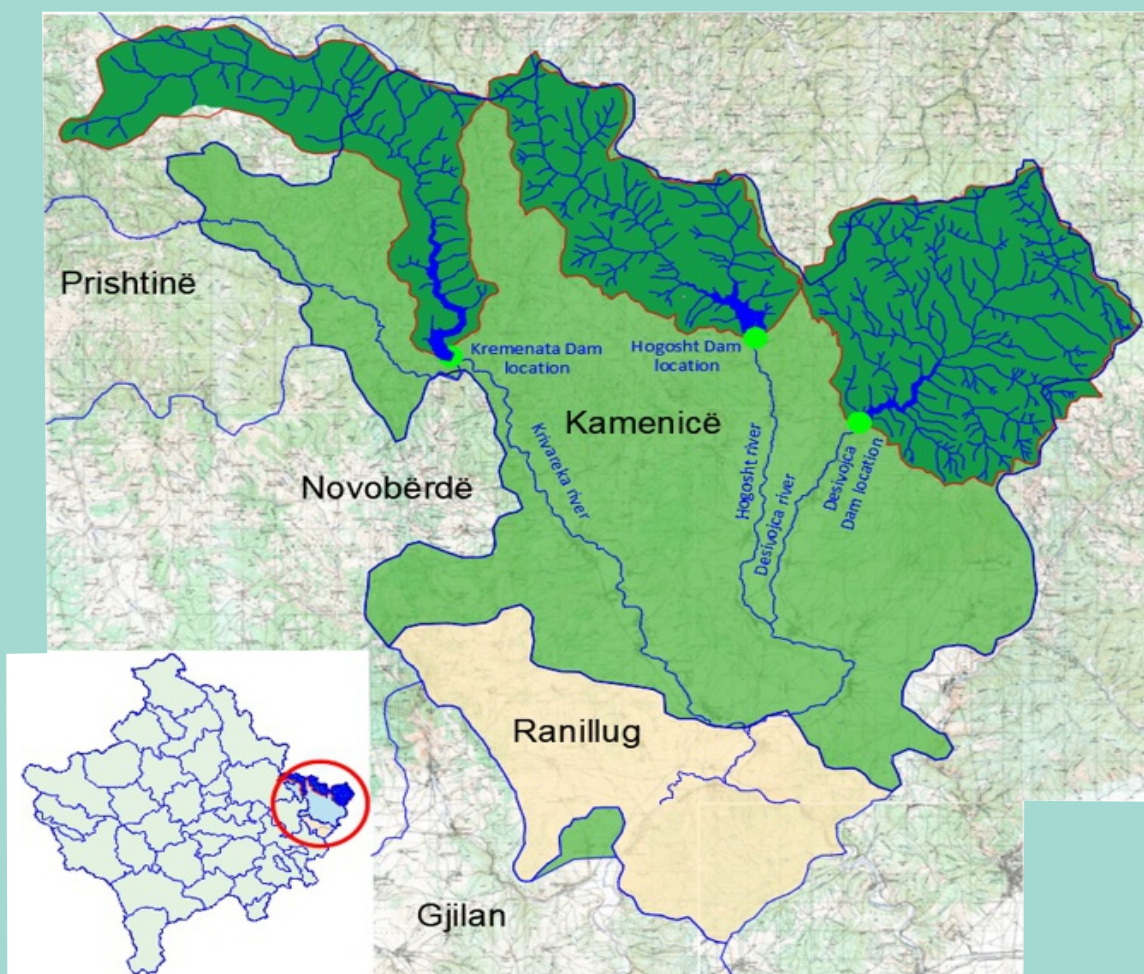 Prishtinë
Kremenata Dam
location
Hogosht Dam
location
Kamenicë
Krivareka river
Hogosht river
Desivojca river
Desivojca
Dam location
Novobërdë
Ranillug
Gjilan